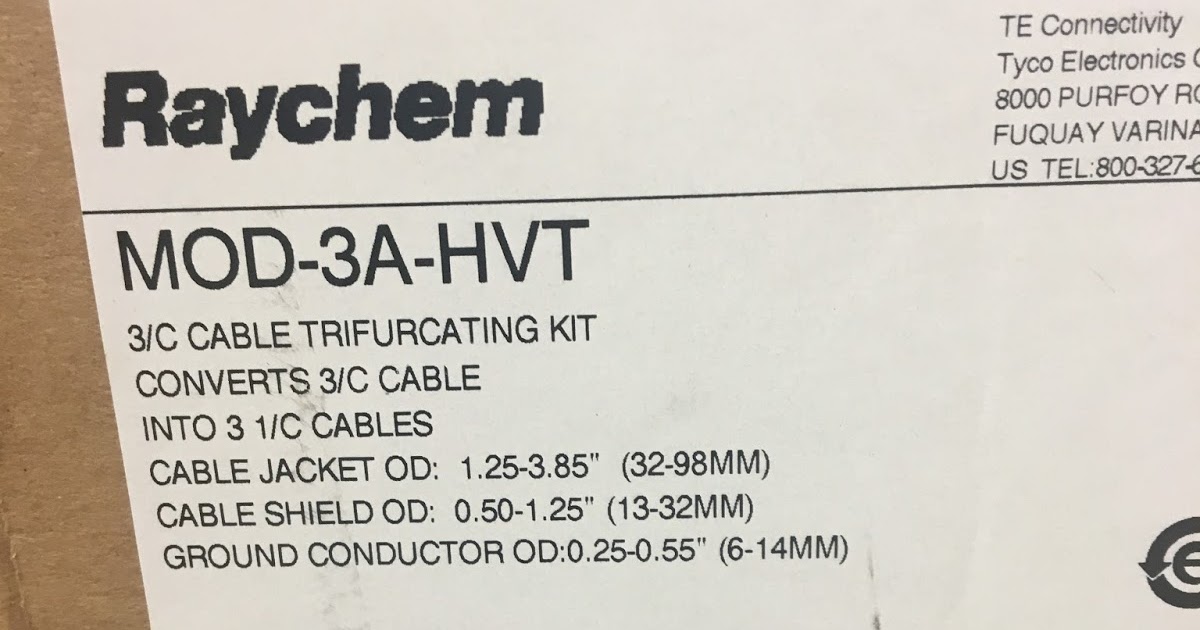 Raychem
TE Connectivity
Tyco Electronics
8000 PURFOY
FUQUAY VARINA
US TEL:800-327-
MOD-3A-HVT
3/C CABLE TRIFURCATING KIT
CONVERTS 3/C CABLE
INTO 3 1/C CABLES
CABLE JACKET OD: 1.25-3.85" (32-98MM)
CABLE SHIELD OD: 0.50-1.25" (13-32MM)
GROUND CONDUCTOR OD:0.25-0.55" (6-14MM)